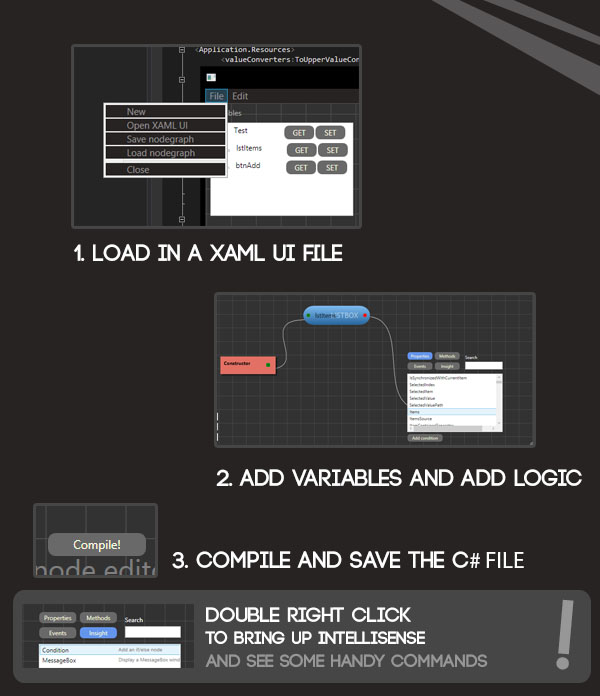 <Application.Resources>
<valueConverters:ToUpperValueCon
File Edit
bles
New
Open XAML UI
Save nodegraph
Load nodegraph
Close
Test GET SET
lstItems GET SET
btnAdd GET SET
1. LOAD IN A XAML UI FILE
LISTBOX
Constructor
Properties Methods
Events Insight
Search
IsSynchronizedWithCurrentItem
SelectedIndex
SelectedItem
SelectedValue
SelectedValuePath
Items
ItemsSource
Add condition
2. ADD VARIABLES AND ADD LOGIC
Compile!
node edito
3. COMPILE AND SAVE THE C# FILE
Properties Methods
Events Insight
Search
Condition Add an if/else node
MessageBox Display a MessageBox wind
DOUBLE RIGHT CLICK
TO BRING UP INTELLISENSE
AND SEE SOME HANDY COMMANDS
!